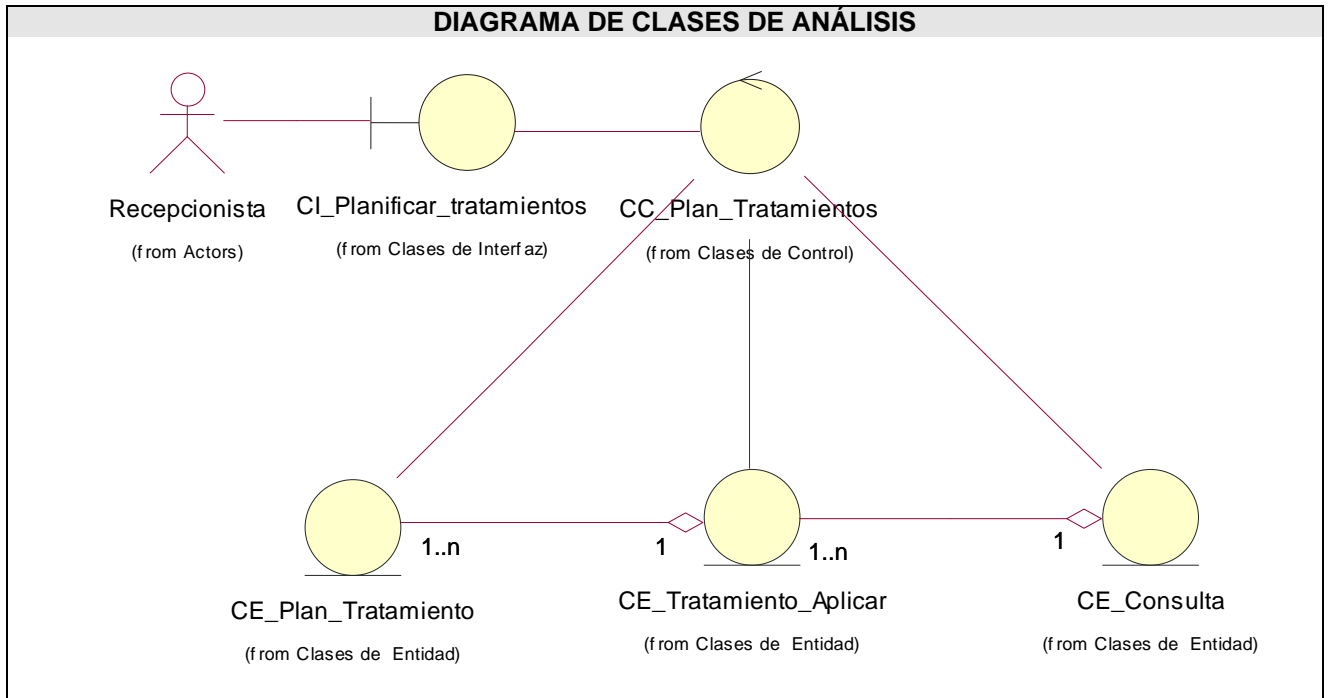 DIAGRAMA DE CLASES DE ANÁLISIS
Recepcionista
(from Actors)
CI_Planificar_tratamientos
(from Clases de Interfaz)
CC_Plan_Tratamientos
(from Clases de Control)
1..n
1
1..n
1
CE_Plan_Tratamiento
(from Clases de Entidad)
CE_Tratamiento_Aplicar
(from Clases de Entidad)
CE_Consulta
(from Clases de Entidad)